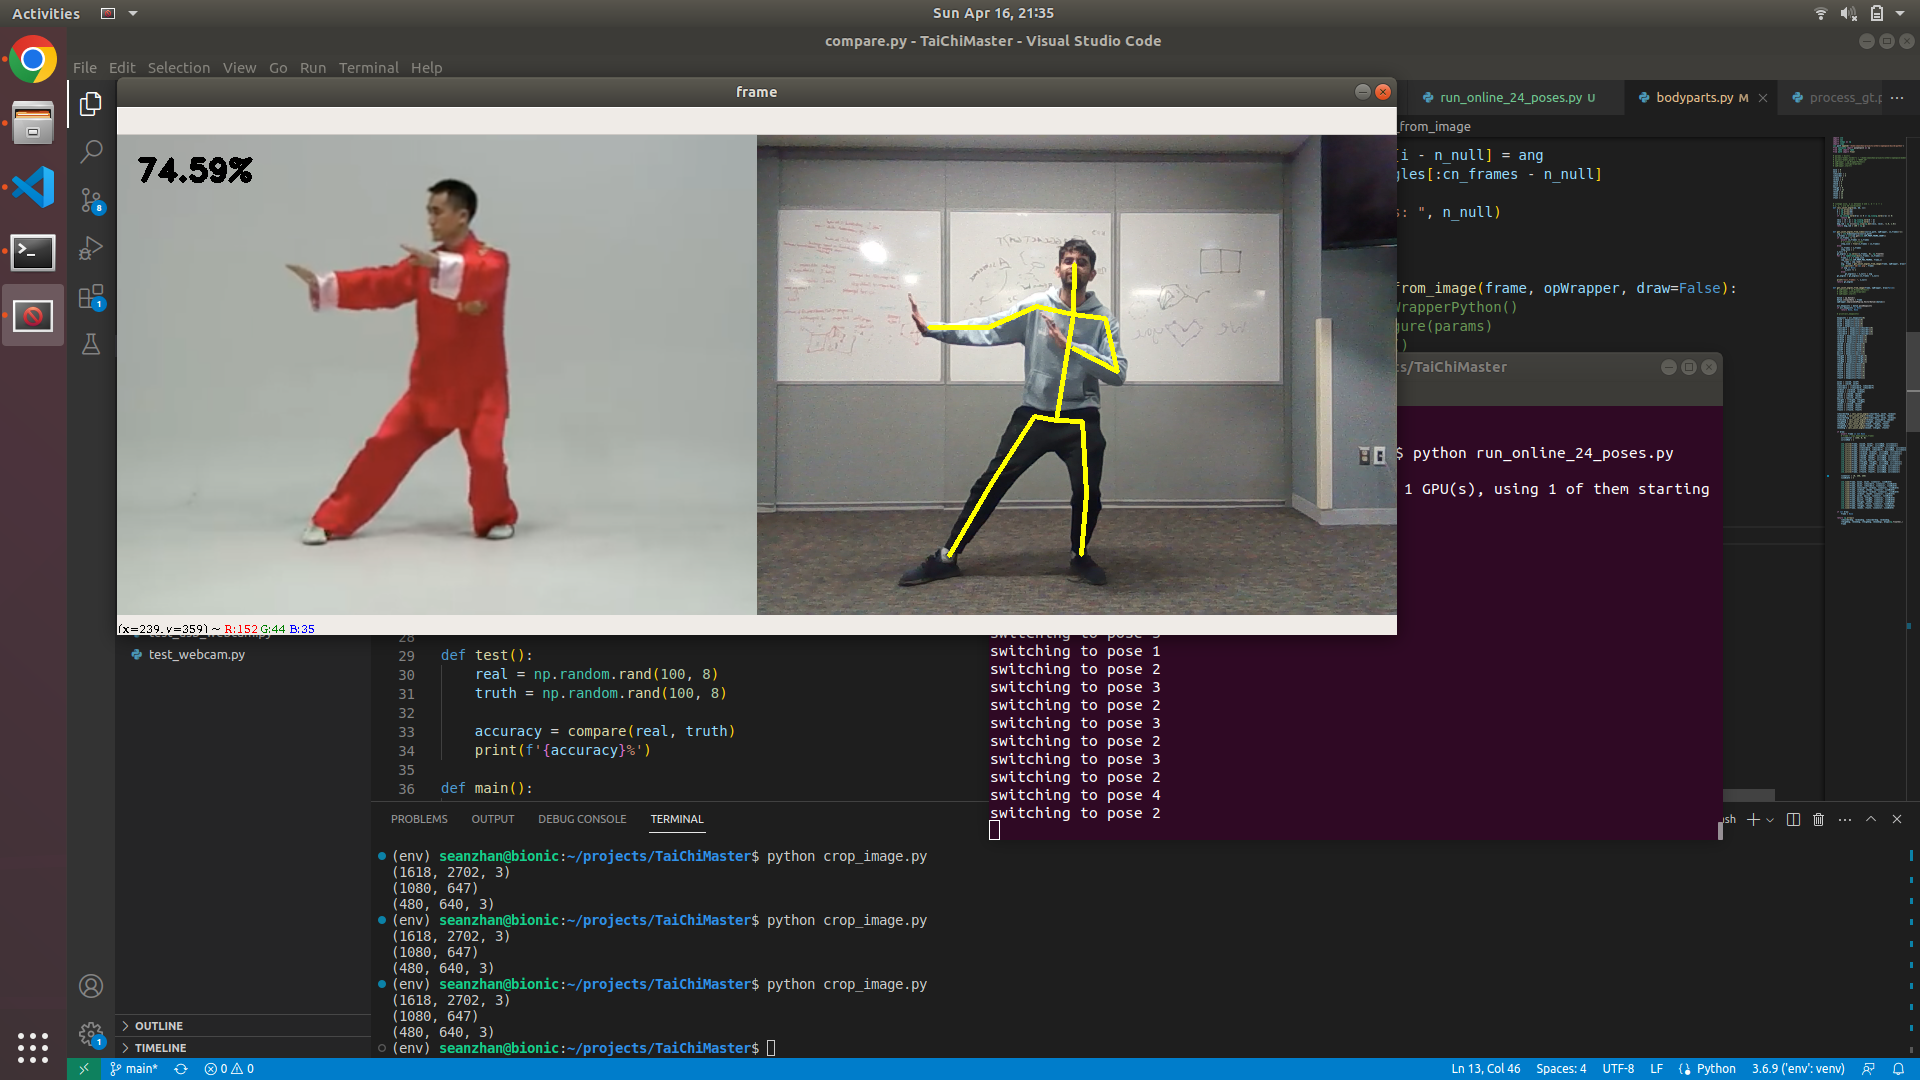 Activities
Sun Apr 16, 21:35
compare.py - TaiChiMaster - Visual Studio Code
File Edit Selection View Go Run Terminal Help
frame
run_online_24_poses.py U
bodyparts.py M
process_gt.p
from_image
74.59%
[i - n_null] = ang
gles[:cn_frames - n_null]
s: ", n_null)
from_image(frame, opWrapper, draw=False):
WrapperPython()
gure(params)
()
8
1
s/TaiChiMaster
$ python run_online_24_poses.py
1 GPU(s), using 1 of them starting
(x=239, y=359) ~ R:152 G:44 B:35
test_webcam.py
28
29 def test():
30 real = np.random.rand(100, 8)
31 truth = np.random.rand(100, 8)
32
33 accuracy = compare(real, truth)
34 print(f'{accuracy}%')
35
36 def main():
switching to pose 1
switching to pose 2
switching to pose 3
switching to pose 2
switching to pose 3
switching to pose 2
switching to pose 3
switching to pose 2
switching to pose 4
switching to pose 2
PROBLEMS OUTPUT DEBUG CONSOLE TERMINAL
sh
(env) seanzhan@bionic:~/projects/TaiChiMaster$ python crop_image.py
(1618, 2702, 3)
(1080, 647)
(480, 640, 3)
(env) seanzhan@bionic:~/projects/TaiChiMaster$ python crop_image.py
(1618, 2702, 3)
(1080, 647)
(480, 640, 3)
(env) seanzhan@bionic:~/projects/TaiChiMaster$ python crop_image.py
(1618, 2702, 3)
(1080, 647)
(480, 640, 3)
(env) seanzhan@bionic:~/projects/TaiChiMaster$
OUTLINE
TIMELINE
1
main* 0 0 Ln 13, Col 46 Spaces: 4 UTF-8 LF Python 3.6.9 ('env': venv)